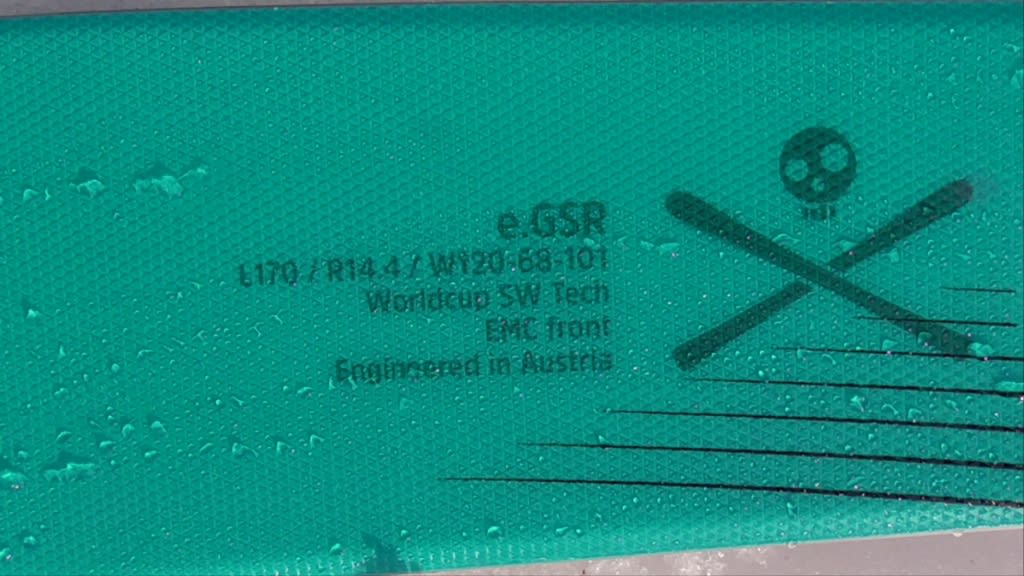 e.GSR
L170 / R14.4 / W120-68-101
Worldcup SW Tech
EMC front
Engineered in Austria